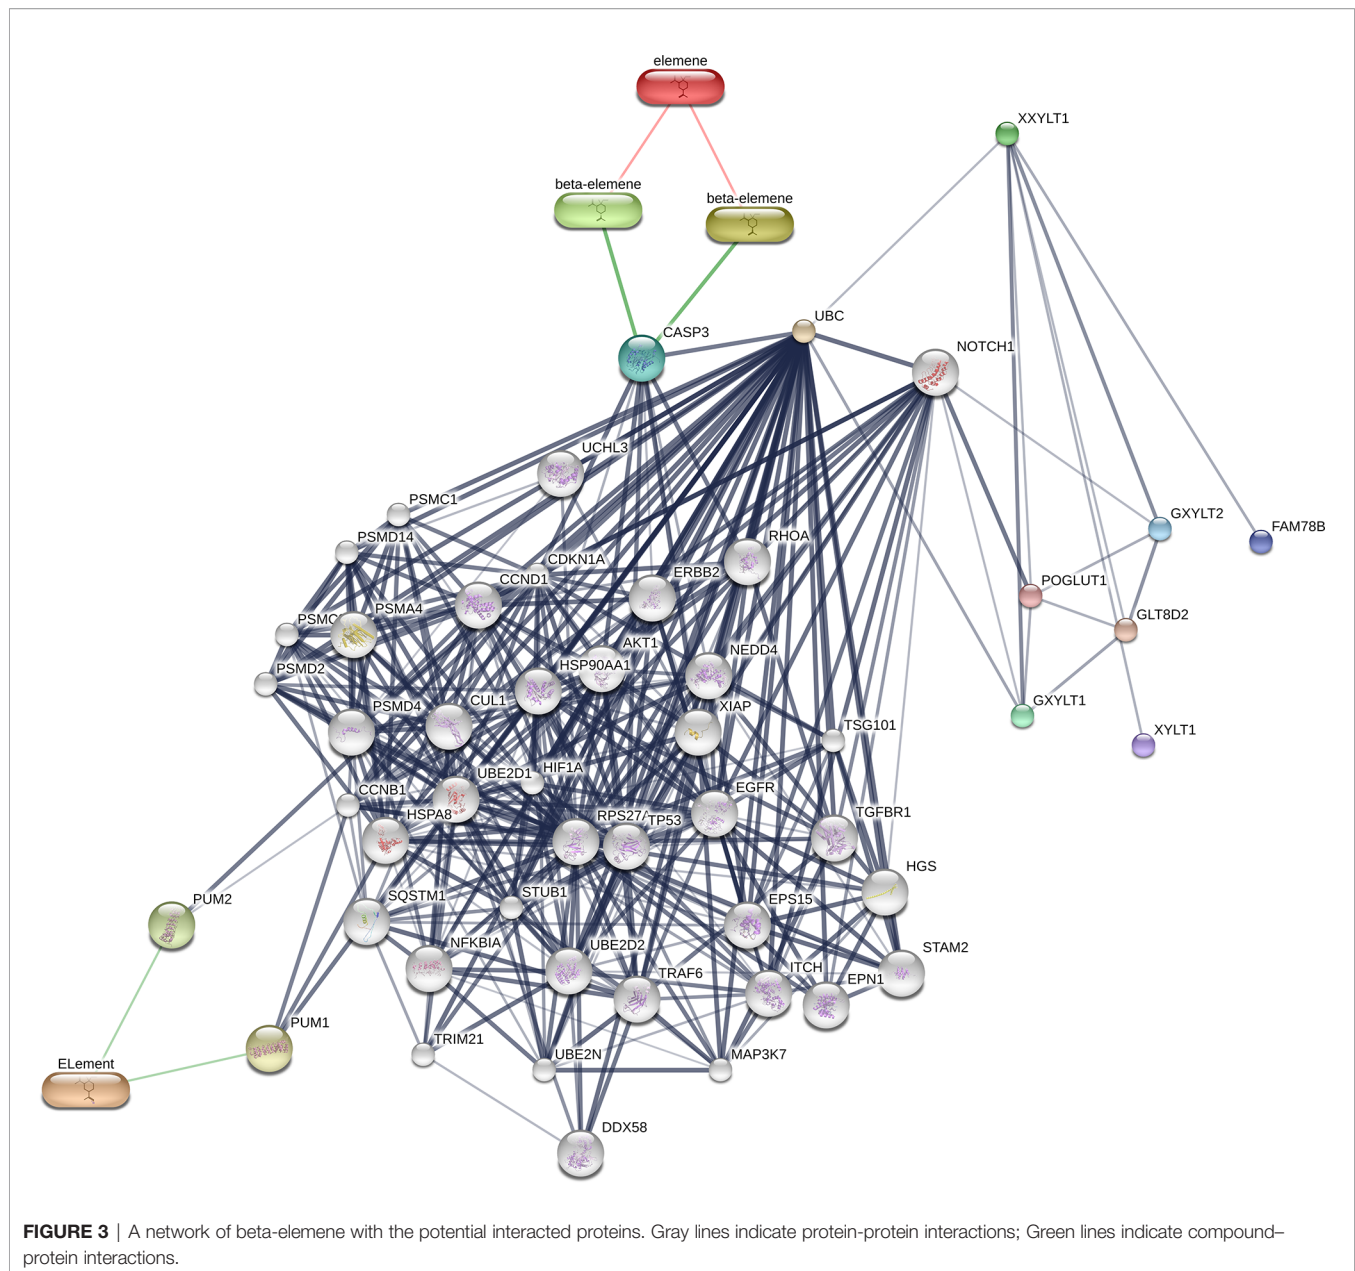 elemene
XXYLT1
beta-elemene
beta-elemene
UBC
CASP3
NOTCH1
UCHL3
PSMC1
GXYLT2
FAM78B
PSMD14
RHOA
CDKN1A
ERBB2
CCND1
POGLUT1
PSMA4
GLT8D2
AKT1
NEDD4
HSP90AA1
PSMD2
GXYLT1
CUL1
PSMD4
XIAP
TSG101
XYLT1
HIF1A
UBE2D1
EGFR
CCNB1
TGFBR1
HSPA8
RPS27A
TP53
HGS
SQSTM1
STUB1
PUM2
EPS15
NFKBIA
UBE2D2
STAM2
ITCH
TRAF6
EPN1
PUM1
TRIM21
UBE2N
MAP3K7
ELement
DDX58
FIGURE 3 | A network of beta-elemene with the potential interacted proteins. Gray lines indicate protein-protein interactions; Green lines indicate compound–
protein interactions.